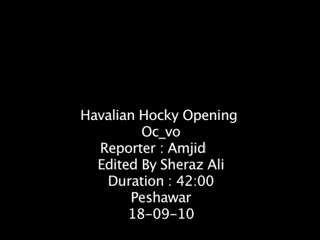 Havalian Hocky Opening
Oc_vo
Reporter : Amjid
Edited By Sheraz Ali
Duration : 42:00
Peshawar
18-09-10